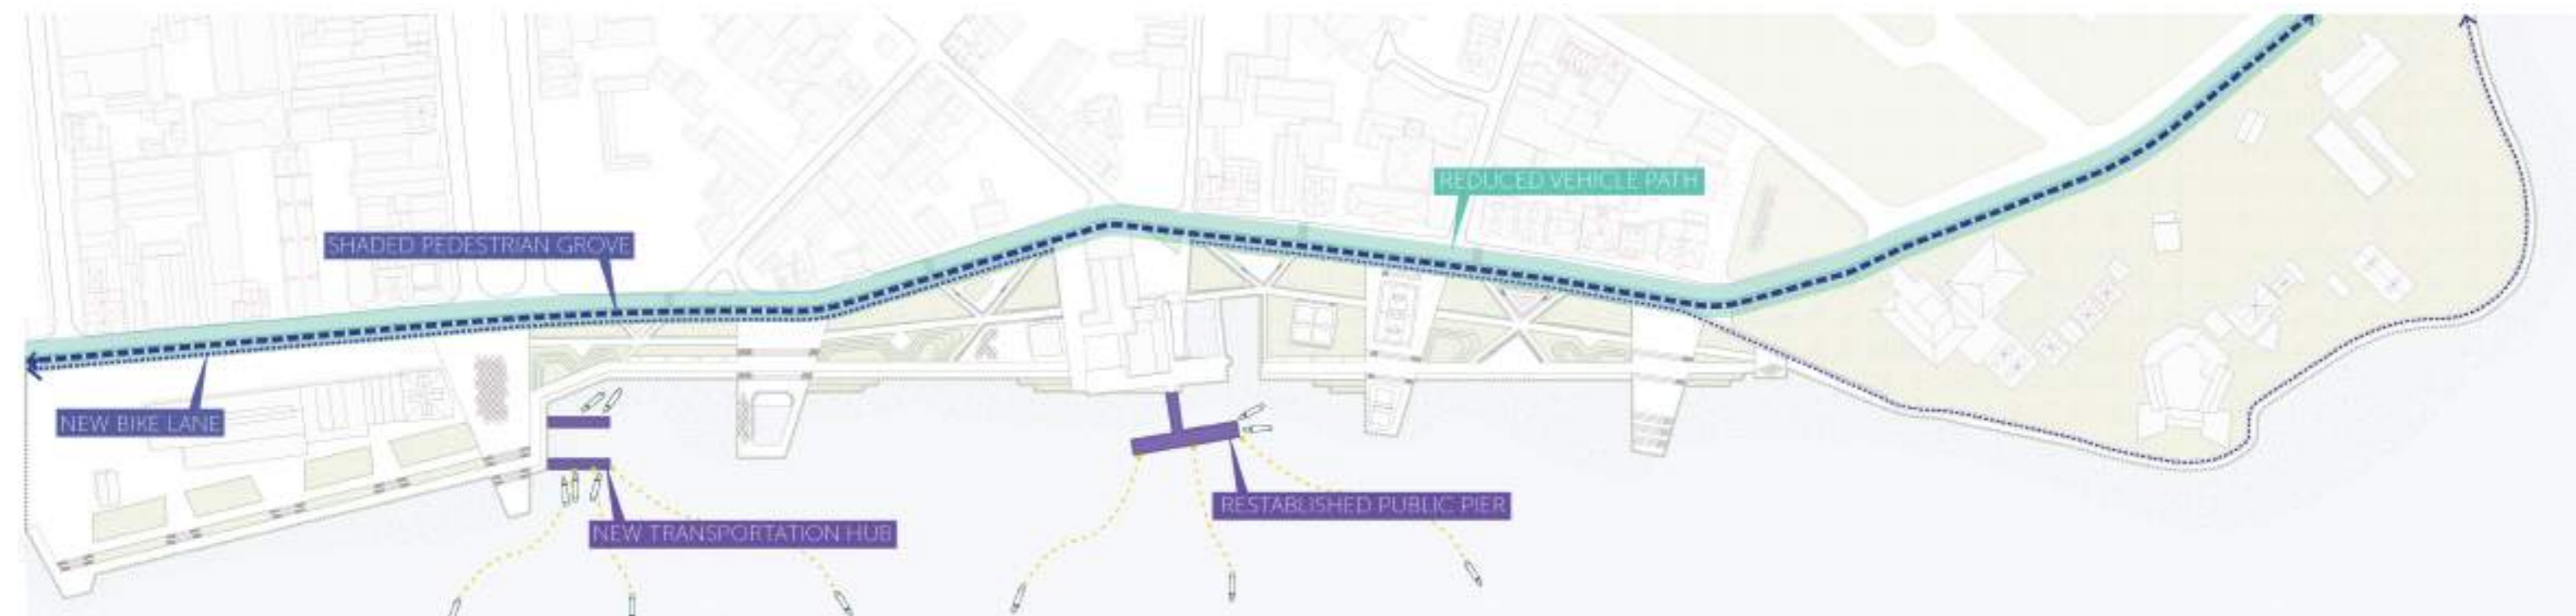 REDUCED VEHICLE PATH
SHADED PEDESTRIAN GROVE
NEW BIKE LANE
RESTABLISHED PUBLIC PIER
NEW TRANSPORTATION HUB